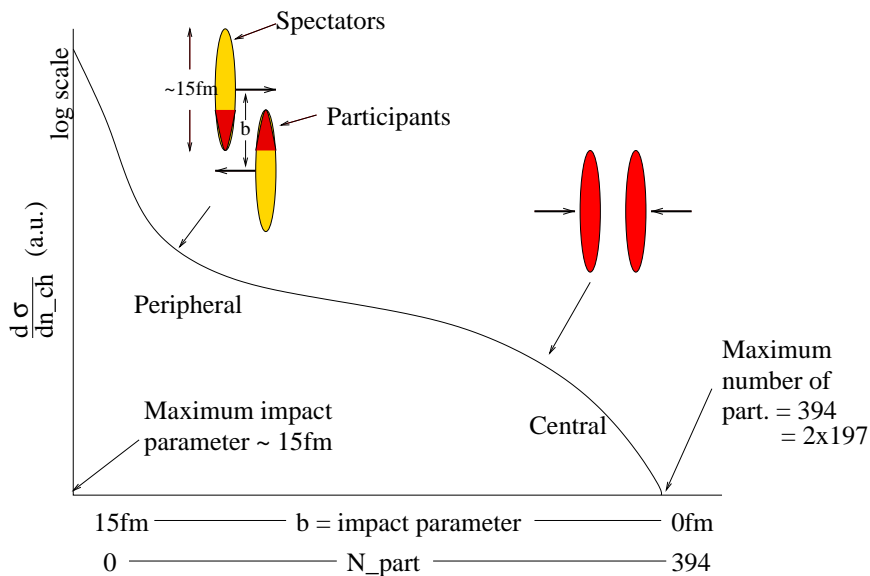 Spectators
~15fm
b
Participants
log scale
dσ
dn_ch
(a.u.)
Peripheral
Maximum impact
parameter ~ 15fm
Central
Maximum
number of
part. = 394
= 2x197
15fm
b = impact parameter
0fm
0
N_part
394